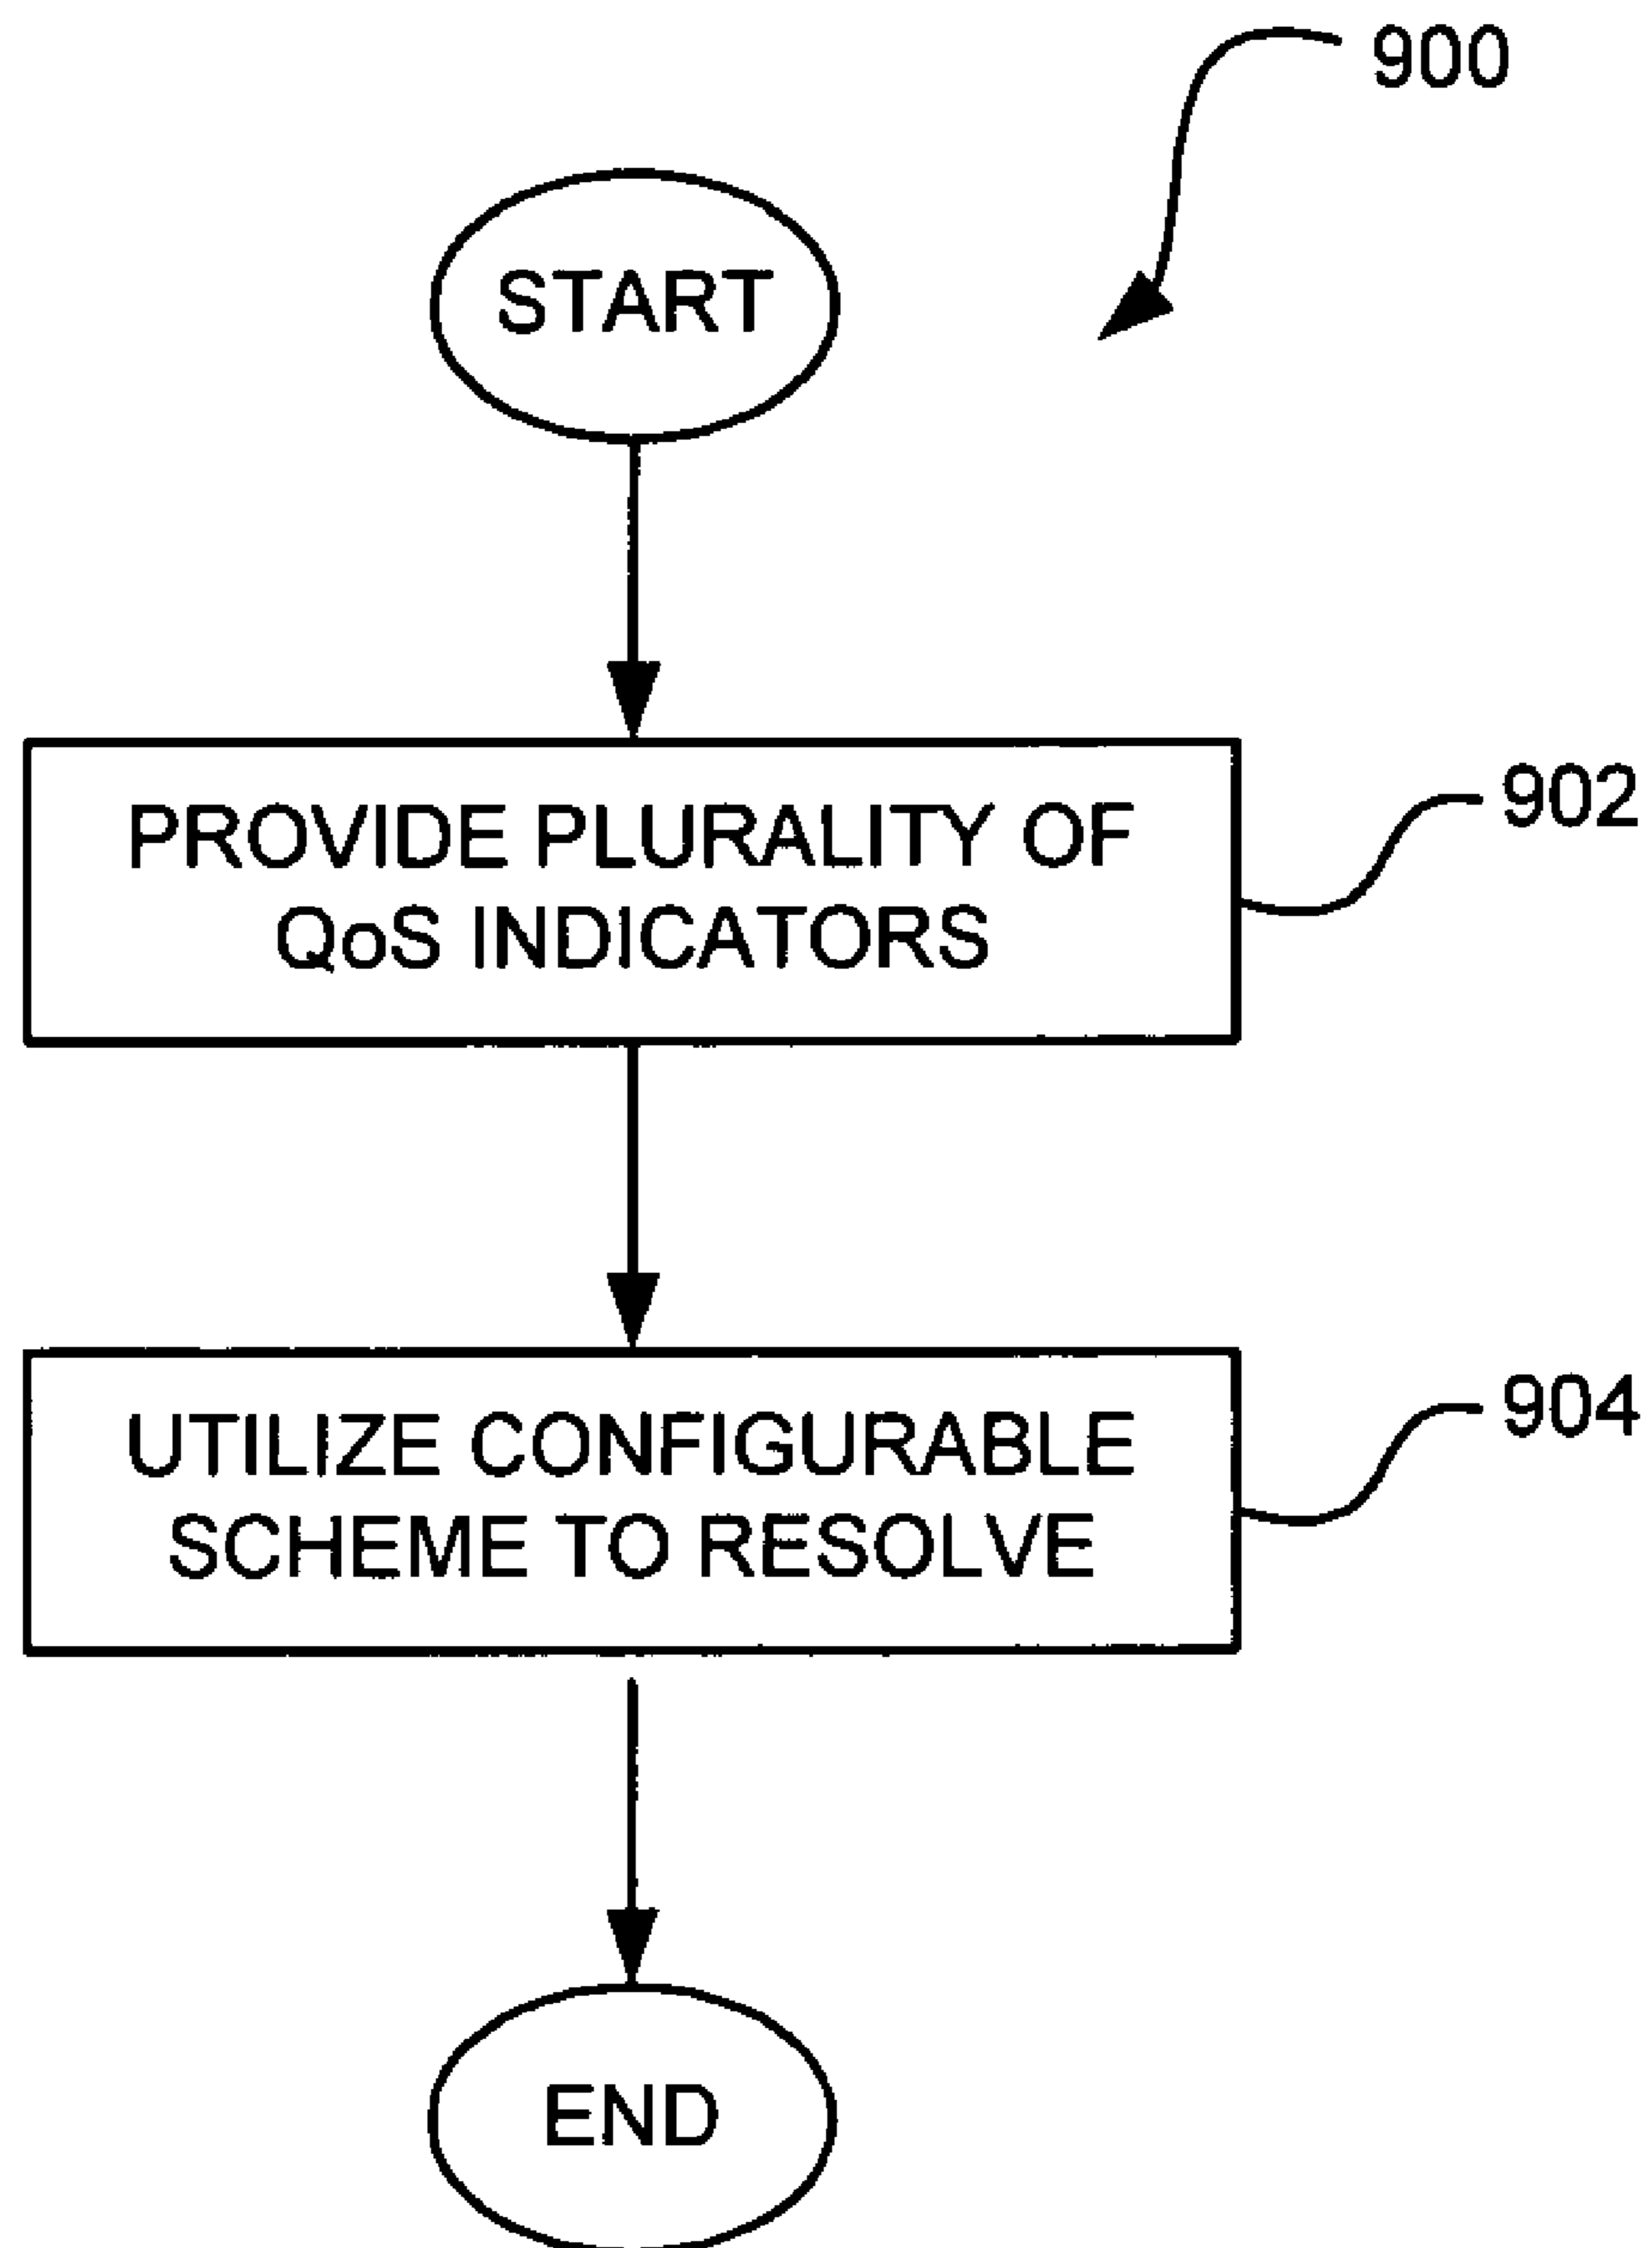 900
START
PROVIDE PLURALITY OF
QoS INDICATORS
902
UTILIZE CONFIGURABLE
SCHEME TO RESOLVE
904
END